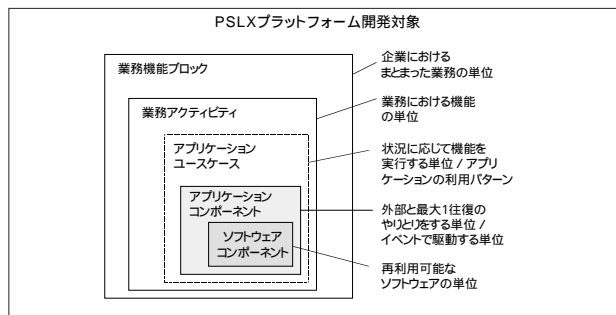 PSLXプラットフォーム開発対象
業務機能ブロック
業務アクティビティ
アプリケーション
ユースケース
アプリケーション
コンポーネント
ソフトウェア
コンポーネント
企業における
まとまった業務の単位
業務における機能
の単位
状況に応じて機能を
実行する単位 / アプリ
ケーションの利用パターン
外部と最大1往復の
やりとりをする単位 /
イベントで駆動する単位
再利用可能な
ソフトウェアの単位